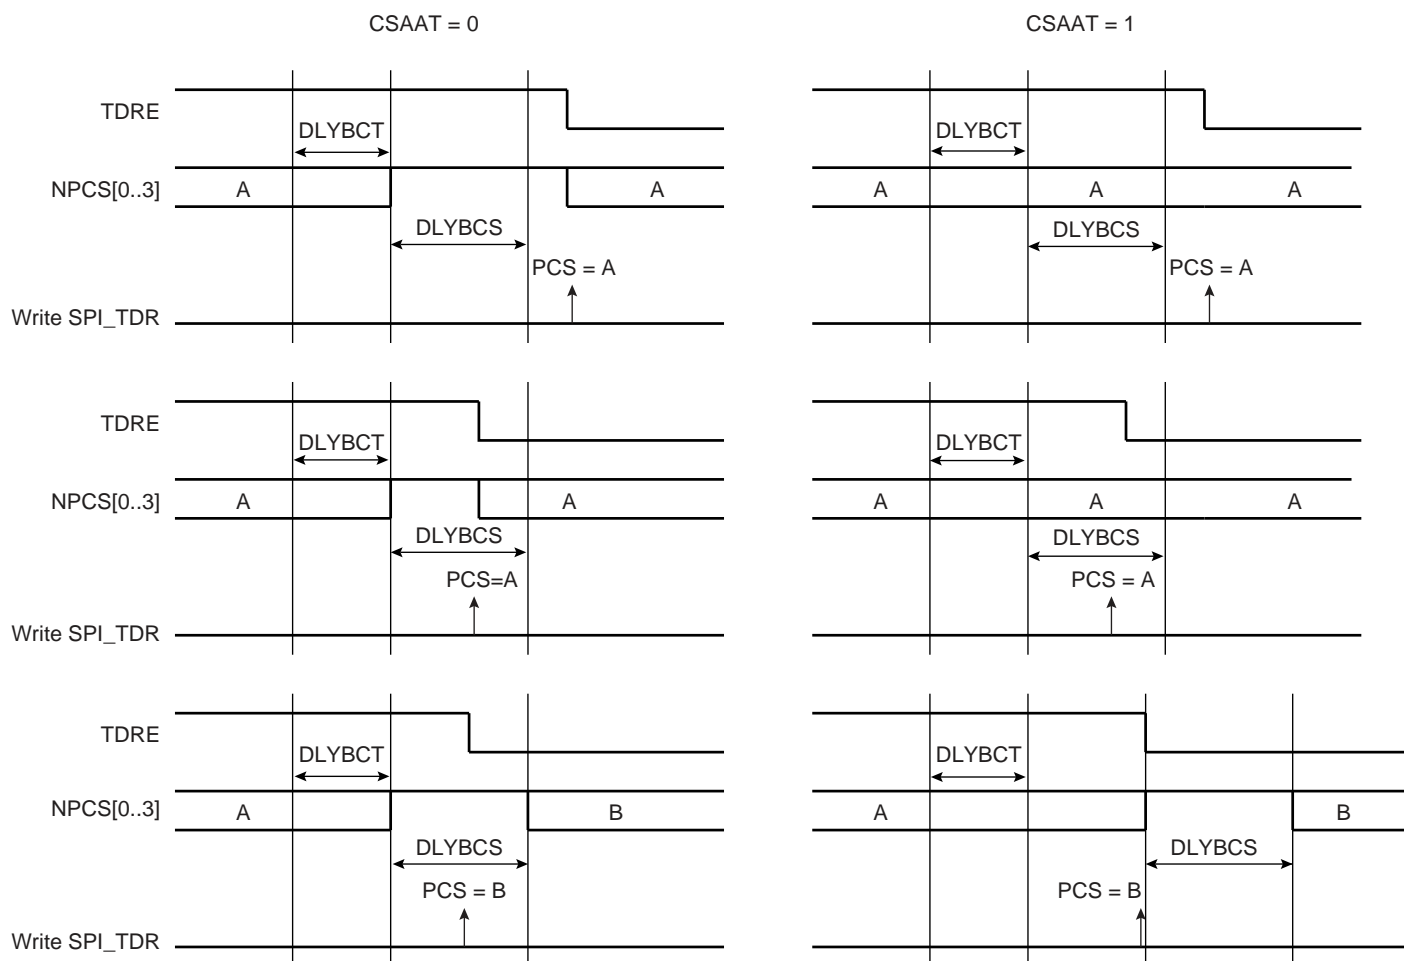 CSAAT = 0 CSAAT = 1
TDRE
DLYBCT DLYBCT
NPCS[0..3] A A A A A
DLYBCS DLYBCS
PCS = A PCS = A
Write SPI_TDR
TDRE
DLYBCT DLYBCT
NPCS[0..3] A A A A A
DLYBCS DLYBCS
PCS=A PCS = A
Write SPI_TDR
TDRE
DLYBCT DLYBCT
NPCS[0..3] A B A B
DLYBCS DLYBCS
PCS = B PCS = B
Write SPI_TDR